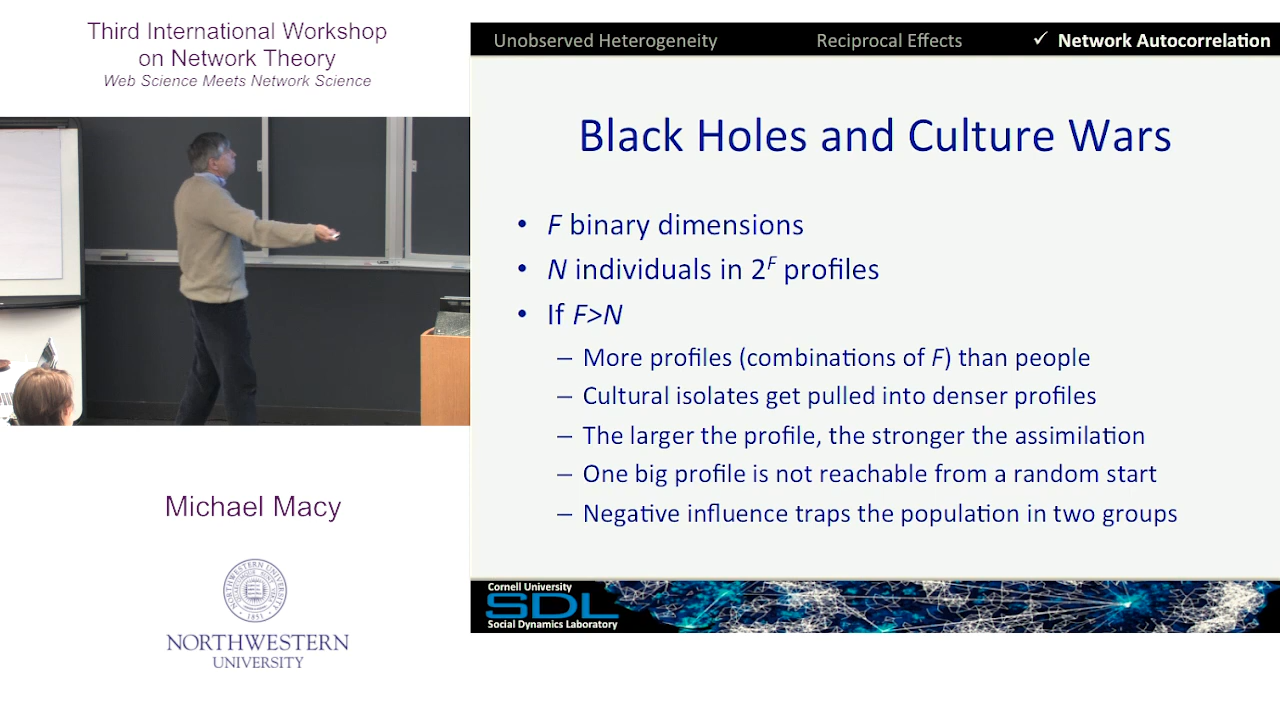 Third International Workshop
on Network Theory
Web Science Meets Network Science
Michael Macy
NORTHWESTERN
UNIVERSITY
Unobserved Heterogeneity Reciprocal Effects ✓ Network Autocorrelation
Black Holes and Culture Wars
• F binary dimensions
• N individuals in 2^F profiles
• If F>N
– More profiles (combinations of F) than people
– Cultural isolates get pulled into denser profiles
– The larger the profile, the stronger the assimilation
– One big profile is not reachable from a random start
– Negative influence traps the population in two groups
Cornell University
SDL
Social Dynamics Laboratory